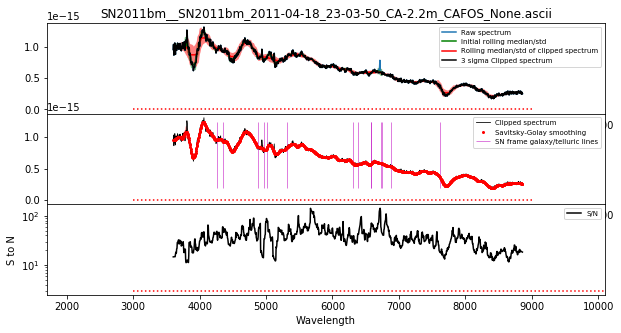 SN2011bm__SN2011bm_2011-04-18_23-03-50_CA-2.2m_CAFOS_None.ascii
1e−15
1.0
0.5
0.0
Raw spectrum
Initial rolling median/std
Rolling median/std of clipped spectrum
3 sigma Clipped spectrum
1e−15
1.0
0.5
0.0
Clipped spectrum
Savitsky-Golay smoothing
SN frame galaxy/telluric lines
S to N
10²
10¹
S/N
2000 3000 4000 5000 6000 7000 8000 9000 10000
Wavelength